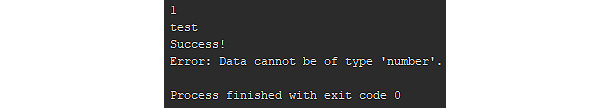 1
test
Success!
Error: Data cannot be of type 'number'.
Process finished with exit code 0